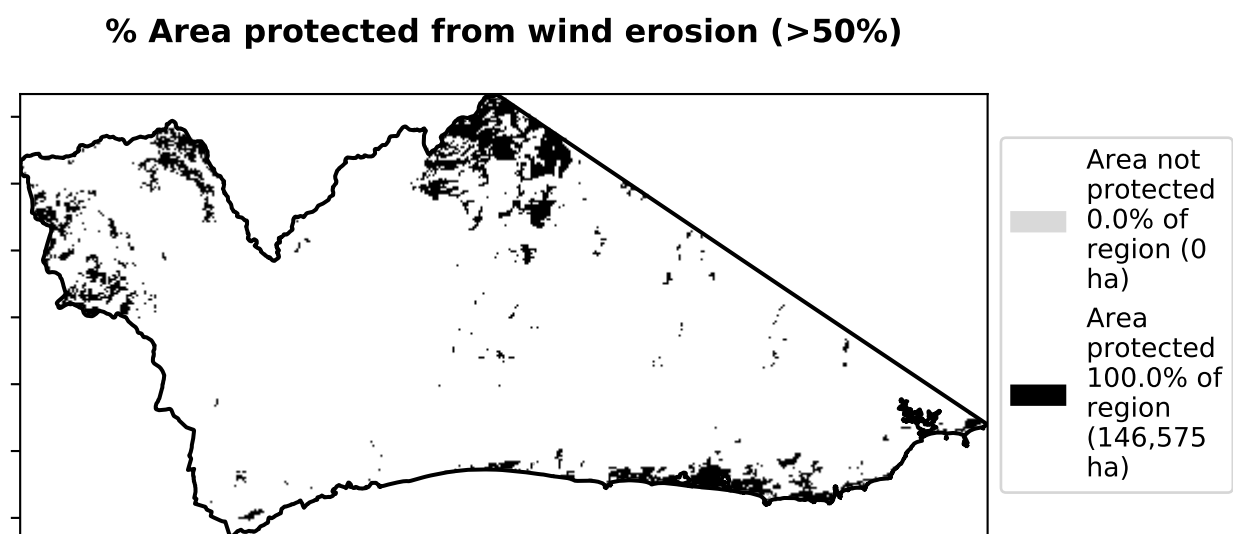 % Area protected from wind erosion (>50%)
Area not
protected
0.0% of
region (0
ha)
Area
protected
100.0% of
region
(146,575
ha)